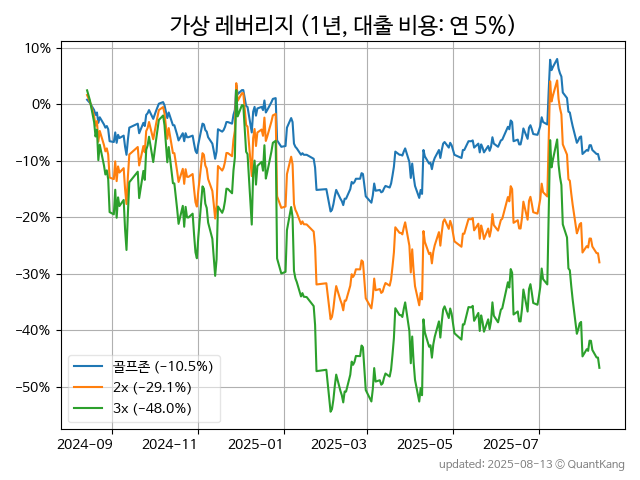 가상 레버리지 (1년, 대출 비용: 연 5%)
10%
0%
−10%
−20%
−30%
−40%
−50%
골프존 (−10.5%)
2x (−29.1%)
3x (−48.0%)
2024-09 2024-11 2025-01 2025-03 2025-05 2025-07
updated: 2025-08-13 © QuantKang